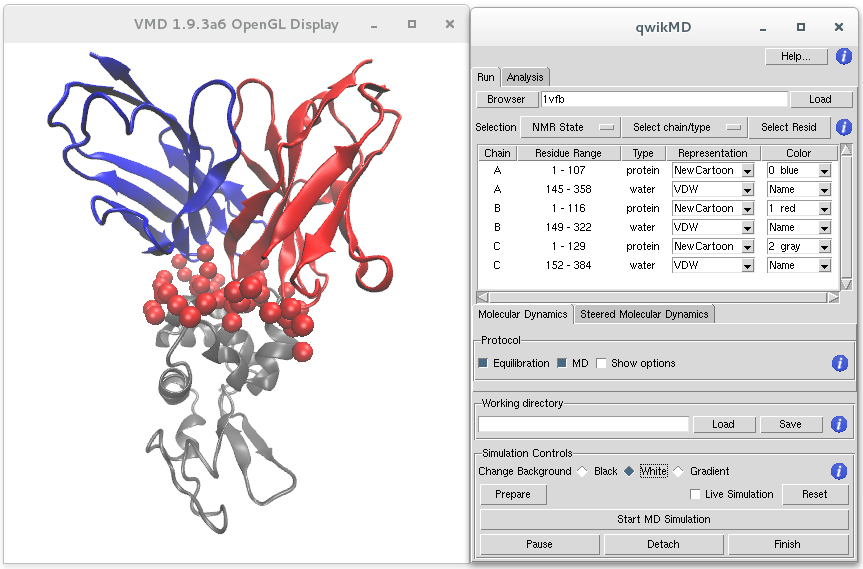 VMD 1.9.3a6 OpenGL Display
qwikMD
Help...
Run Analysis
Browser 1vfb Load
Selection NMR State Select chain/type Select Resid i
Chain Residue Range Type Representation Color
A 1 - 107 protein NewCartoon 0 blue
A 145 - 358 water VDW Name
B 1 - 116 protein NewCartoon 1 red
B 149 - 322 water VDW Name
C 1 - 129 protein NewCartoon 2 gray
C 152 - 384 water VDW Name
Molecular Dynamics Steered Molecular Dynamics
Protocol
Equilibration MD Show options i
Working directory
Load Save i
Simulation Controls
Change Background Black White Gradient i
Prepare Live Simulation Reset
Start MD Simulation
Pause Detach Finish